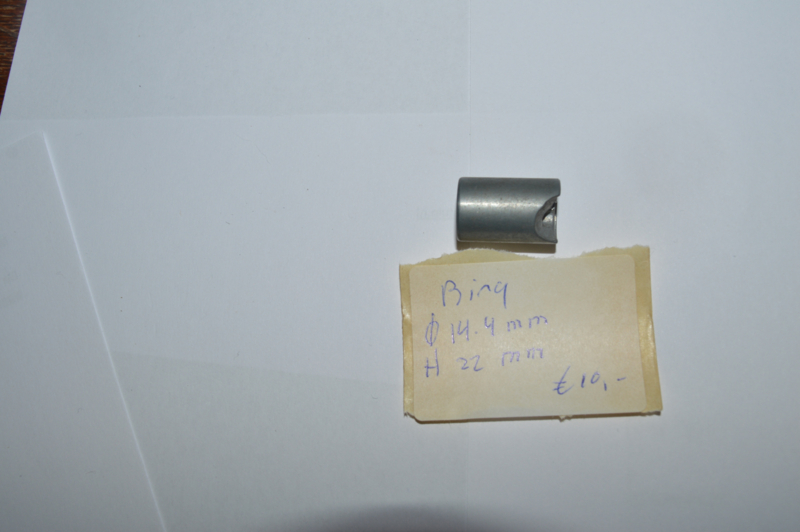 Bing
ϕ 14.4 mm
H 22 mm
€ 10,-